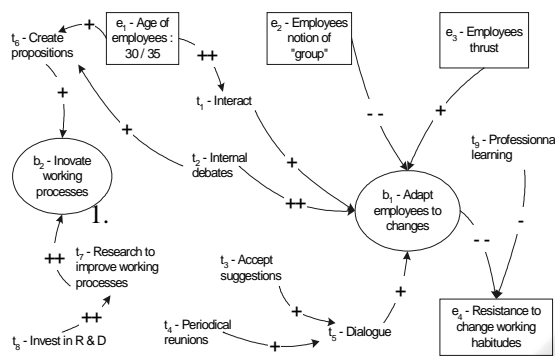 t6 - Create
propositions
e1 - Age of
employees :
30 / 35
e2 - Employees
notion of
"group"
e3 - Employees
thrust
+
++
+
t1 - Interact
+
- -
+
t9 - Professionna
learning
b2 - Inovate
working
processes
t2 - Internal
debates
+
++
b1 - Adapt
employees to
changes
1.
-
- -
++
t7 - Research to
improve working
processes
t3 - Accept
suggestions
+
+
e4 - Resistance to
change working
habitudes
t8 - Invest in R & D
++
t4 - Periodical
reunions
+
t5 - Dialogue